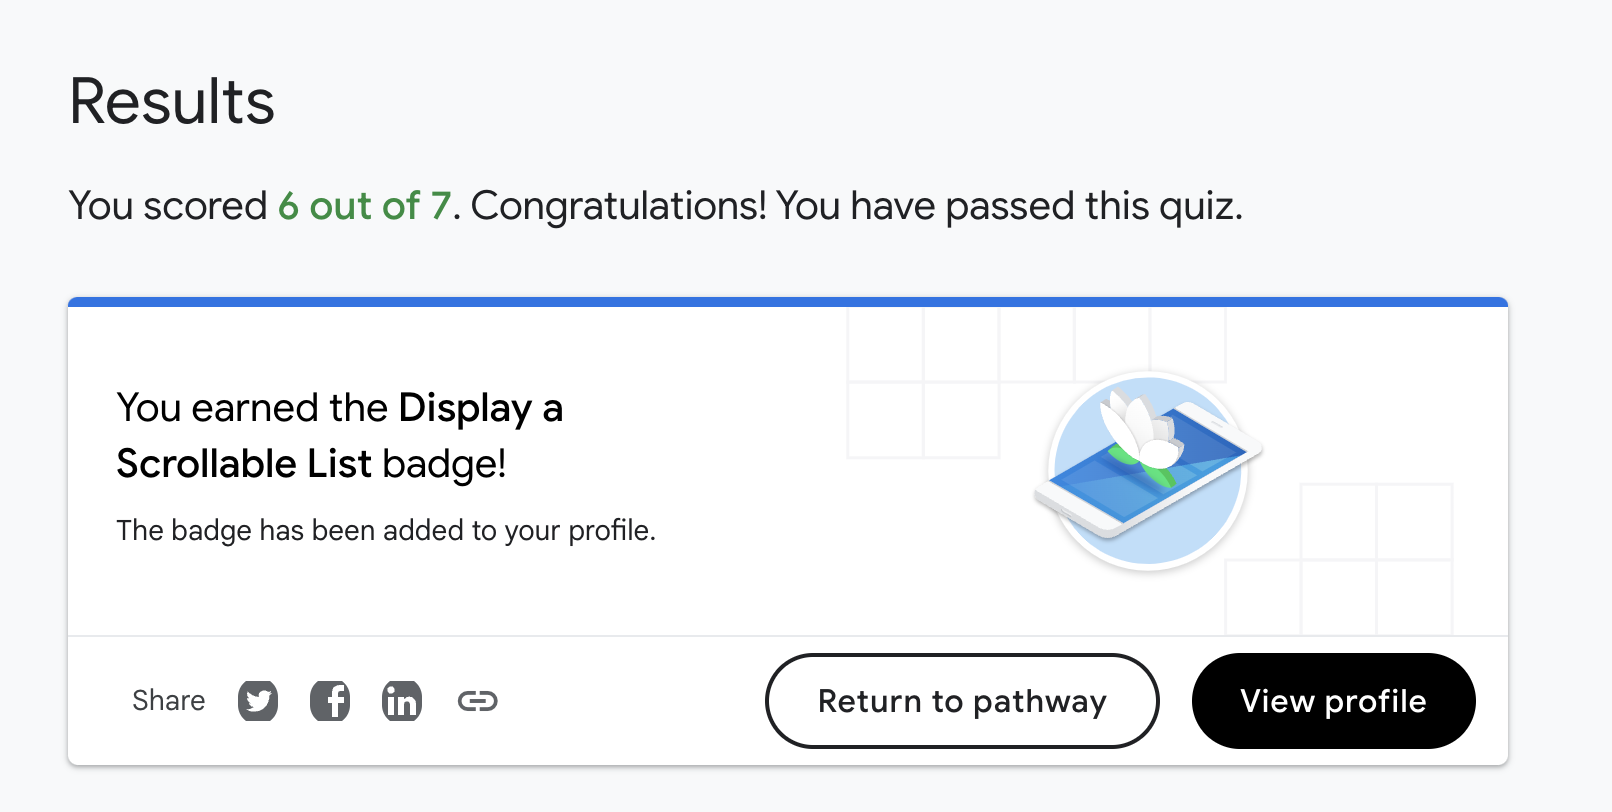 Results
You scored 6 out of 7. Congratulations! You have passed this quiz.
You earned the Display a
Scrollable List badge!
The badge has been added to your profile.
Share
Return to pathway
View profile